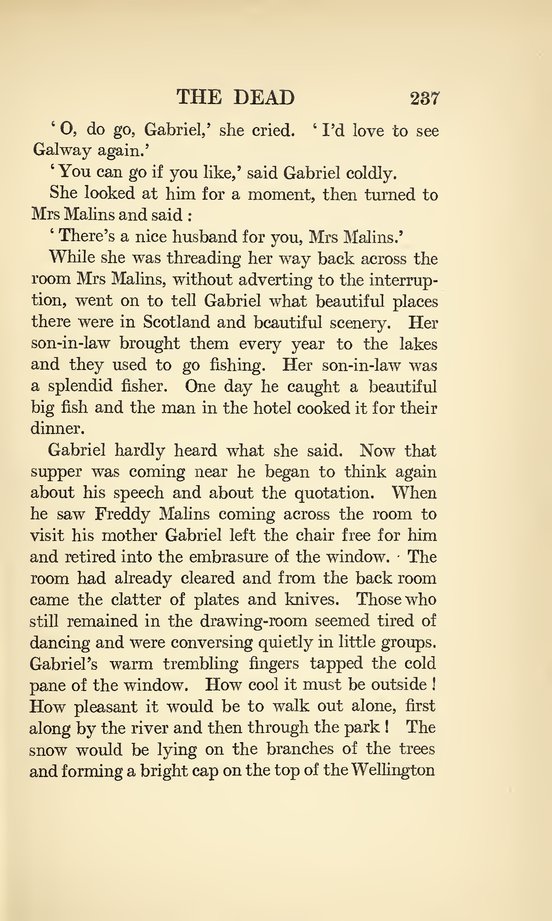 THE DEAD 237
‘ O, do go, Gabriel,’ she cried. ‘ I’d love to see
Galway again.’
‘ You can go if you like,’ said Gabriel coldly.
She looked at him for a moment, then turned to
Mrs Malins and said :
‘ There’s a nice husband for you, Mrs Malins.’
While she was threading her way back across the
room Mrs Malins, without adverting to the interrup-
tion, went on to tell Gabriel what beautiful places
there were in Scotland and beautiful scenery. Her
son-in-law brought them every year to the lakes
and they used to go fishing. Her son-in-law was
a splendid fisher. One day he caught a beautiful
big fish and the man in the hotel cooked it for their
dinner.
Gabriel hardly heard what she said. Now that
supper was coming near he began to think again
about his speech and about the quotation. When
he saw Freddy Malins coming across the room to
visit his mother Gabriel left the chair free for him
and retired into the embrasure of the window. The
room had already cleared and from the back room
came the clatter of plates and knives. Those who
still remained in the drawing-room seemed tired of
dancing and were conversing quietly in little groups.
Gabriel’s warm trembling fingers tapped the cold
pane of the window. How cool it must be outside !
How pleasant it would be to walk out alone, first
along by the river and then through the park ! The
snow would be lying on the branches of the trees
and forming a bright cap on the top of the Wellington